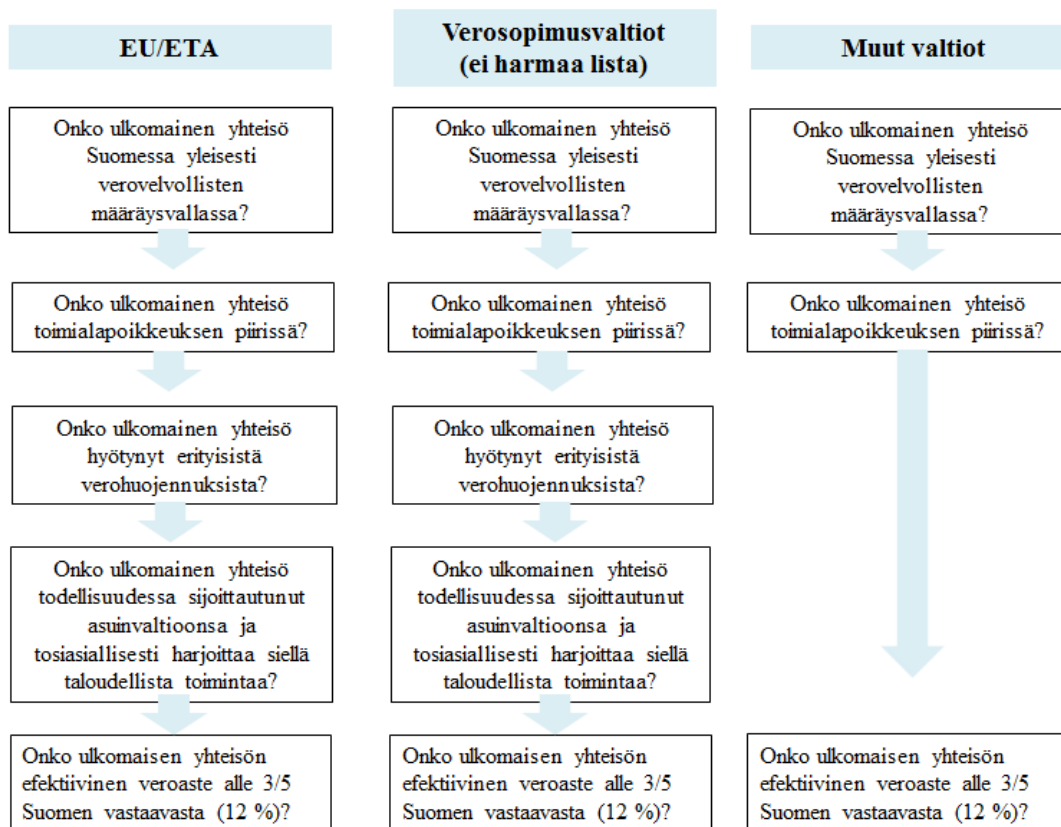 EU/ETA
Onko ulkomainen yhteisö
Suomessa yleisesti
verovelvollisten
määräysvallassa?
Onko ulkomainen yhteisö
toimialapoikkeuksen piirissä?
Onko ulkomainen yhteisö
hyötynyt erityisistä
verohuojennuksista?
Onko ulkomainen yhteisö
todellisuudessa sijoittautunut
asuinvaltioonsa ja
tosiasiallisesti harjoittaa siellä
taloudellista toimintaa?
Onko ulkomaisen yhteisön
efektiivinen veroaste alle 3/5
Suomen vastaavasta (12 %)?
Verosopimusvaltiot
(ei harmaa lista)
Onko ulkomainen yhteisö
Suomessa yleisesti
verovelvollisten
määräysvallassa?
Onko ulkomainen yhteisö
toimialapoikkeuksen piirissä?
Onko ulkomainen yhteisö
hyötynyt erityisistä
verohuojennuksista?
Onko ulkomainen yhteisö
todellisuudessa sijoittautunut
asuinvaltioonsa ja
tosiasiallisesti harjoittaa siellä
taloudellista toimintaa?
Onko ulkomaisen yhteisön
efektiivinen veroaste alle 3/5
Suomen vastaavasta (12 %)?
Muut valtiot
Onko ulkomainen yhteisö
Suomessa yleisesti
verovelvollisten
määräysvallassa?
Onko ulkomainen yhteisö
toimialapoikkeuksen piirissä?
Onko ulkomaisen yhteisön
efektiivinen veroaste alle 3/5
Suomen vastaavasta (12 %)?